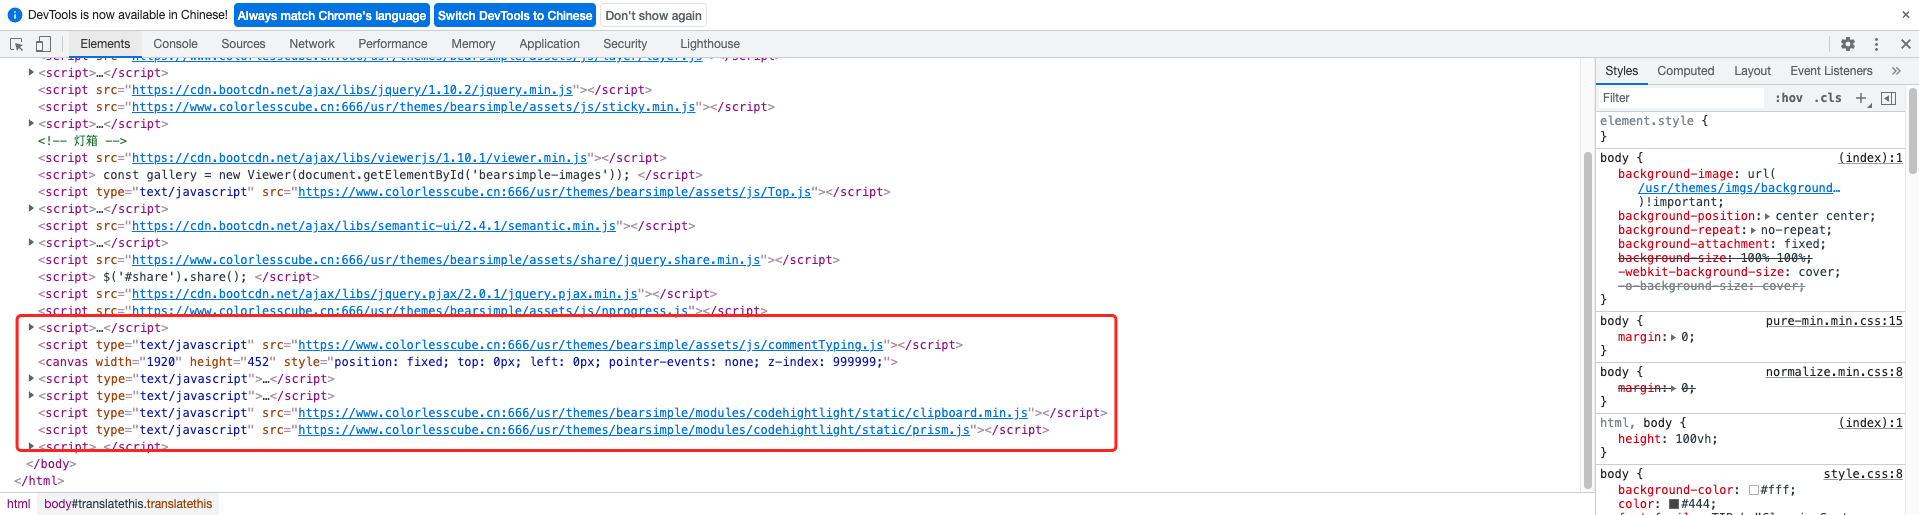 DevTools is now available in Chinese! Always match Chrome's language Switch DevTools to Chinese Don't show again
Elements Console Sources Network Performance Memory Application Security Lighthouse
<script src="https://www.colorlesscube.cn:666/usr/themes/bearsimple/assets/js/layer/layer.js"></script>
<script>…</script>
<script src="https://cdn.bootcdn.net/ajax/libs/jquery/1.10.2/jquery.min.js"></script>
<script src="https://www.colorlesscube.cn:666/usr/themes/bearsimple/assets/js/sticky.min.js"></script>
<script>…</script>
<!-- 灯箱 -->
<script src="https://cdn.bootcdn.net/ajax/libs/viewerjs/1.10.1/viewer.min.js"></script>
<script> const gallery = new Viewer(document.getElementById('bearsimple-images')); </script>
<script type="text/javascript" src="https://www.colorlesscube.cn:666/usr/themes/bearsimple/assets/js/Top.js"></script>
<script>…</script>
<script src="https://cdn.bootcdn.net/ajax/libs/semantic-ui/2.4.1/semantic.min.js"></script>
<script>…</script>
<script src="https://www.colorlesscube.cn:666/usr/themes/bearsimple/assets/share/jquery.share.min.js"></script>
<script> $('#share').share(); </script>
<script src="https://cdn.bootcdn.net/ajax/libs/jquery.pjax/2.0.1/jquery.pjax.min.js"></script>
<script src="https://www.colorlesscube.cn:666/usr/themes/bearsimple/assets/js/nprogress.js"></script>
<script>…</script>
<script type="text/javascript" src="https://www.colorlesscube.cn:666/usr/themes/bearsimple/assets/js/commentTyping.js"></script>
<canvas width="1920" height="452" style="position: fixed; top: 0px; left: 0px; pointer-events: none; z-index: 999999;">
<script type="text/javascript">…</script>
<script type="text/javascript">…</script>
<script type="text/javascript" src="https://www.colorlesscube.cn:666/usr/themes/bearsimple/modules/codehightlight/static/clipboard.min.js"></script>
<script type="text/javascript" src="https://www.colorlesscube.cn:666/usr/themes/bearsimple/modules/codehightlight/static/prism.js"></script>
<script>…</script>
</body>
</html>
html body#translatethis.translatethis
Styles Computed Layout Event Listeners
Filter :hov .cls
element.style {
}
body { (index):1
background-image: url(
/usr/themes/imgs/background…
)!important;
background-position: center center;
background-repeat: no-repeat;
background-attachment: fixed;
background-size: 100% 100%;
-webkit-background-size: cover;
-o-background-size: cover;
}
body { pure-min.min.css:15
margin: 0;
}
body { normalize.min.css:8
margin: 0;
}
html, body { (index):1
height: 100vh;
}
body { style.css:8
background-color: #fff;
color: #444;